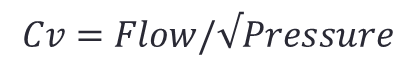 Cv = Flow/√Pressure